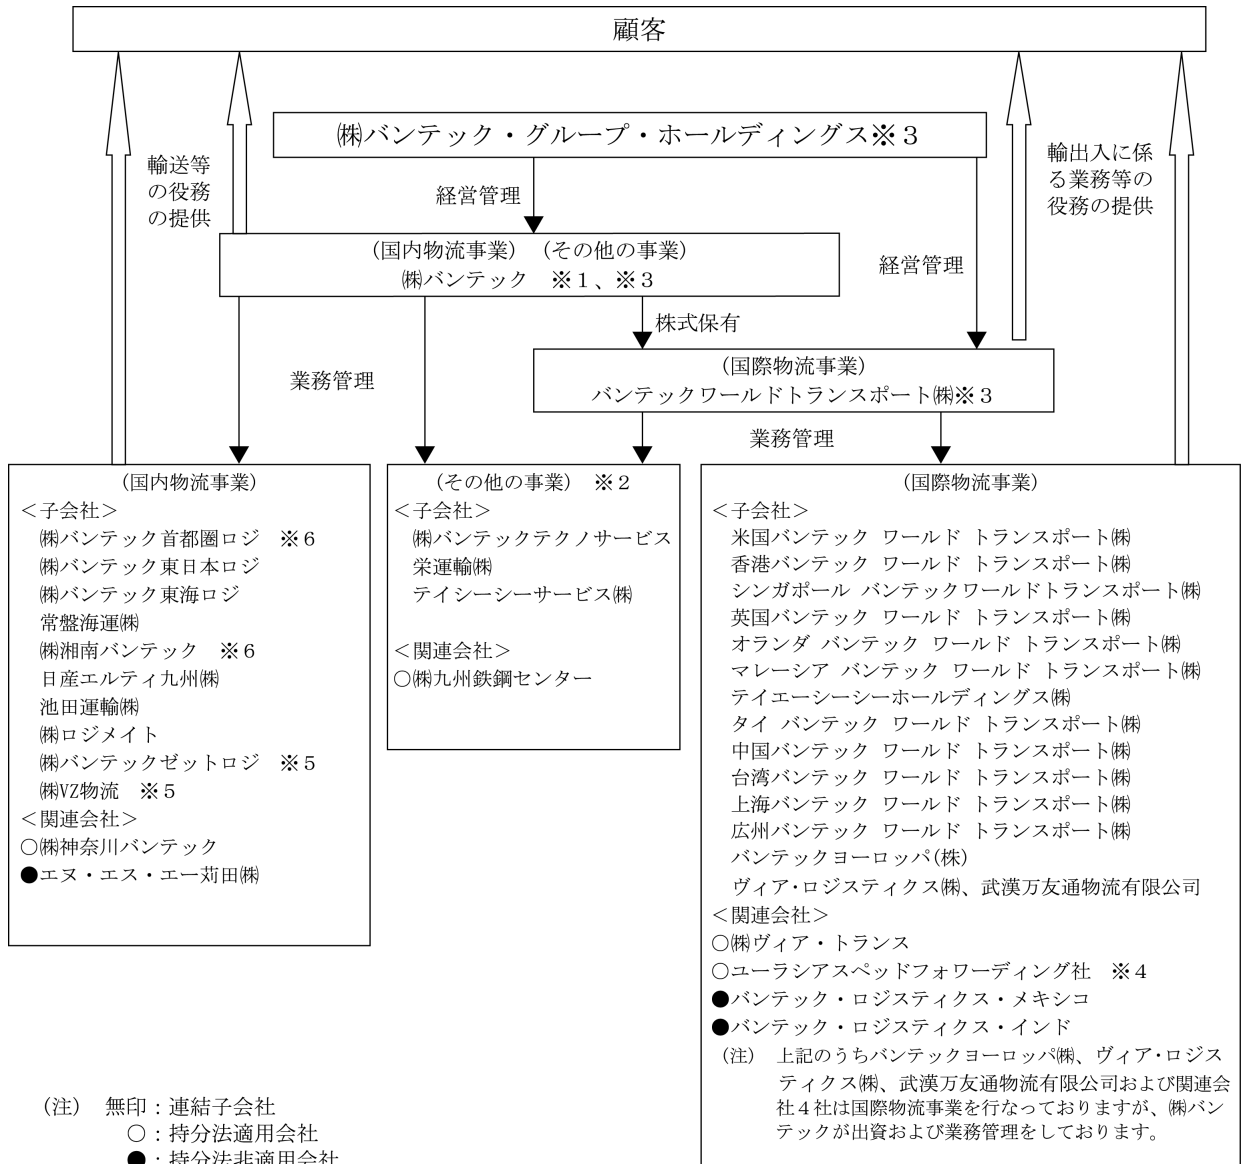 顧客
㈱バンテック・グループ・ホールディングス※３
輸送等
の役務
の提供
輸出入に係
る業務等の
役務の提供
経営管理
（国内物流事業）（その他の事業）
㈱バンテック　※１、※３
経営管理
株式保有
（国際物流事業）
バンテックワールドトランスポート㈱※３
業務管理
業務管理
（国内物流事業）
＜子会社＞
㈱バンテック首都圏ロジ　※６
㈱バンテック東日本ロジ
㈱バンテック東海ロジ
常盤海運㈱
㈱湘南バンテック　※６
日産エルティ九州㈱
池田運輸㈱
㈱ロジメイト
㈱バンテックゼットロジ　※５
㈱VZ物流　※５
＜関連会社＞
○㈱神奈川バンテック
●エヌ・エス・エー苅田㈱
（その他の事業）　※２
＜子会社＞
㈱バンテックテクノサービス
栄運輸㈱
テイシーシーサービス㈱
＜関連会社＞
○㈱九州鉄鋼センター
（国際物流事業）
＜子会社＞
米国バンテック ワールド トランスポート㈱
香港バンテック ワールド トランスポート㈱
シンガポール バンテックワールドトランスポート㈱
英国バンテック ワールド トランスポート㈱
オランダ バンテック ワールド トランスポート㈱
マレーシア バンテック ワールド トランスポート㈱
テイエーシーシーホールディングス㈱
タイ バンテック ワールド トランスポート㈱
中国バンテック ワールド トランスポート㈱
台湾バンテック ワールド トランスポート㈱
上海バンテック ワールド トランスポート㈱
広州バンテック ワールド トランスポート㈱
バンテックヨーロッパ(株)
ヴィア・ロジスティクス㈱、武漢万友通物流有限公司
＜関連会社＞
○㈱ヴィア・トランス
○ユーラシアスペッドフォワーディング社　※４
●バンテック・ロジスティクス・メキシコ
●バンテック・ロジスティクス・インド
（注）　上記のうちバンテックヨーロッパ㈱、ヴィア・ロジス
ティクス㈱、武漢万友通物流有限公司および関連会
社４社は国際物流事業を行なっておりますが、㈱バン
テックが出資および業務管理をしております。
（注）　無印：連結子会社
○：持分法適用会社
●：持分法非適用会社